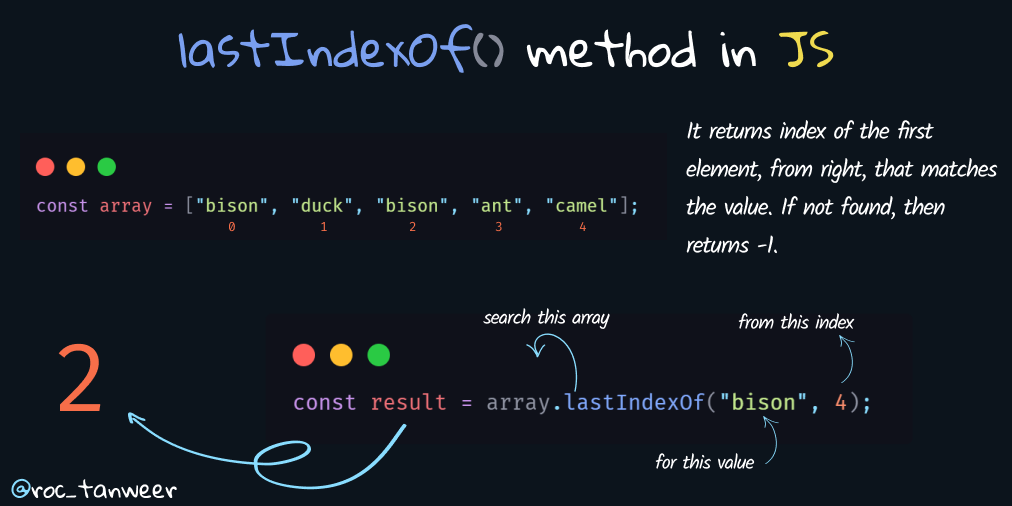 lastIndexOf() method in JS
It returns index of the first
element, from right, that matches
the value. If not found, then
returns -1.
const array = ["bison", "duck", "bison", "ant", "camel"];
0 1 2 3 4
search this array
from this index
2
const result = array.lastIndexOf("bison", 4);
for this value
@roc_tanweer